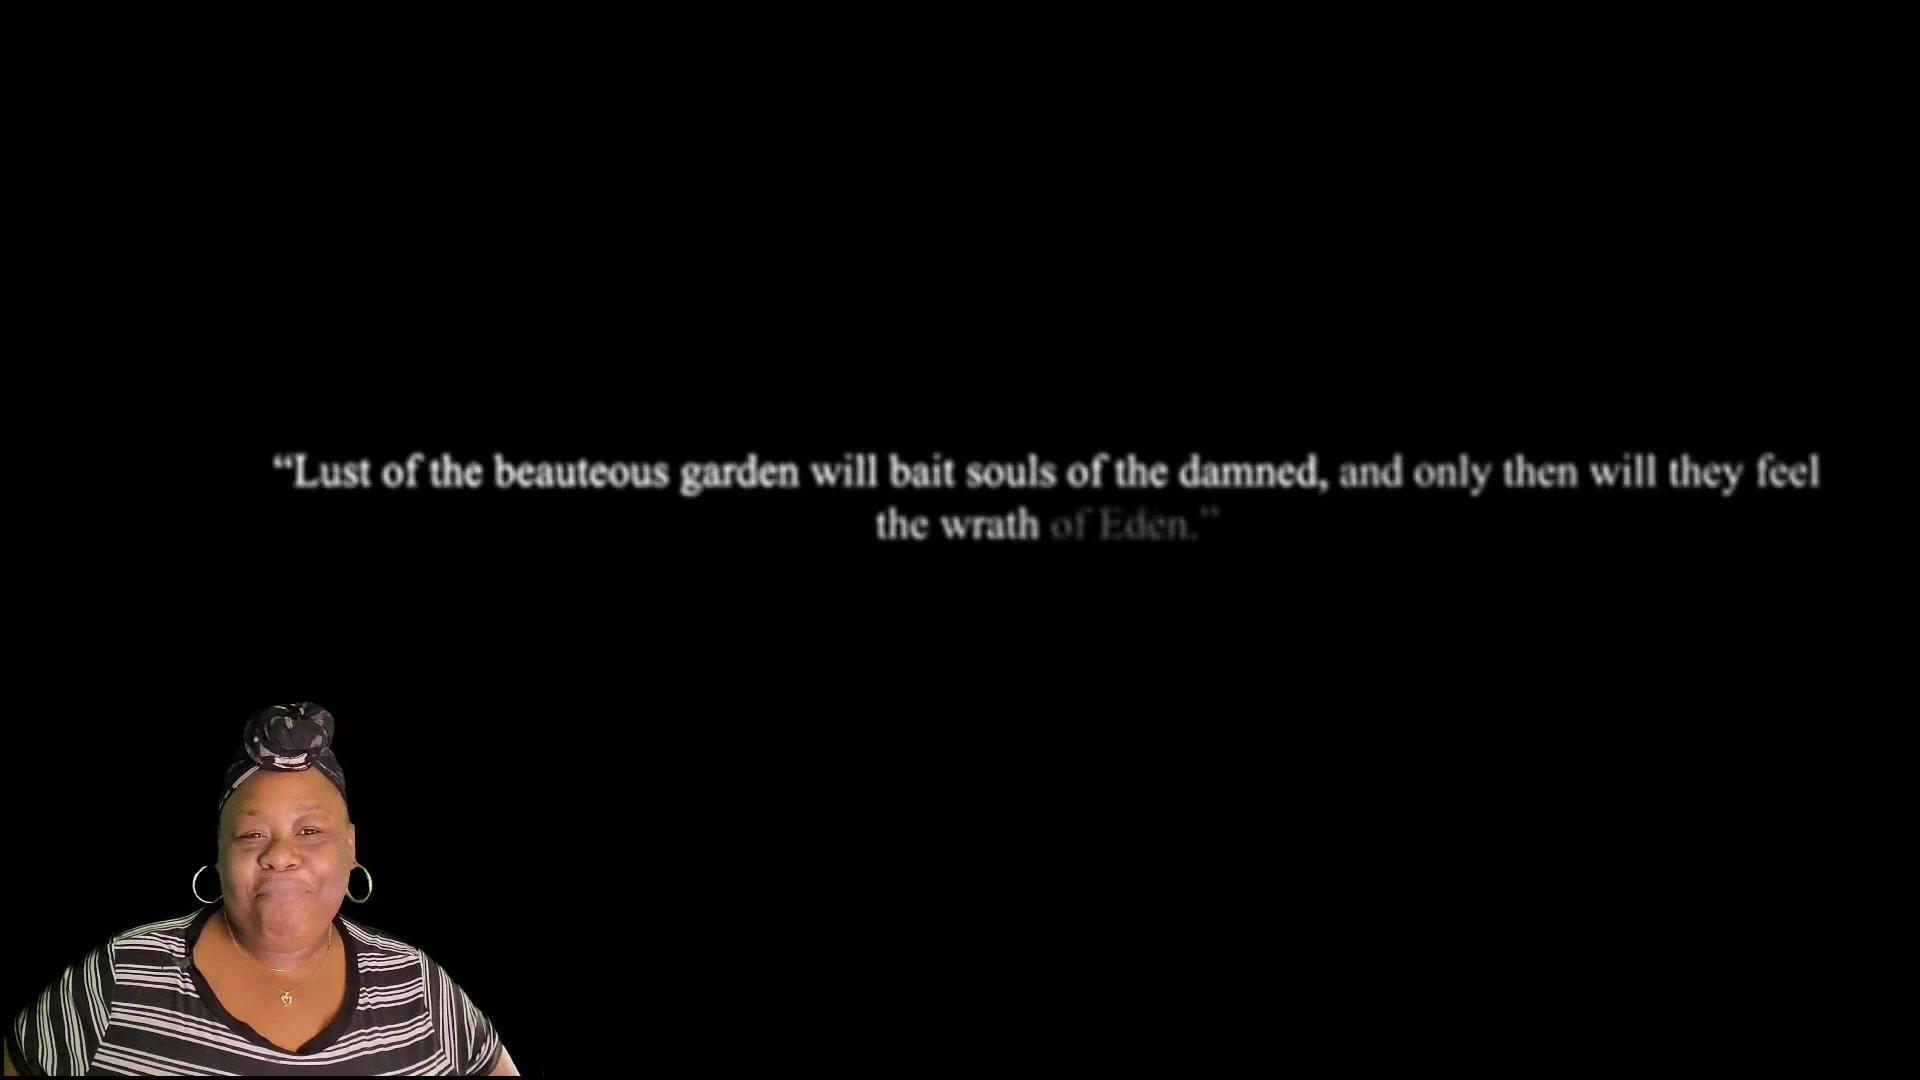 “Lust of the beauteous garden will bait souls of the damned, and only then will they feel
the wrath of Eden.”